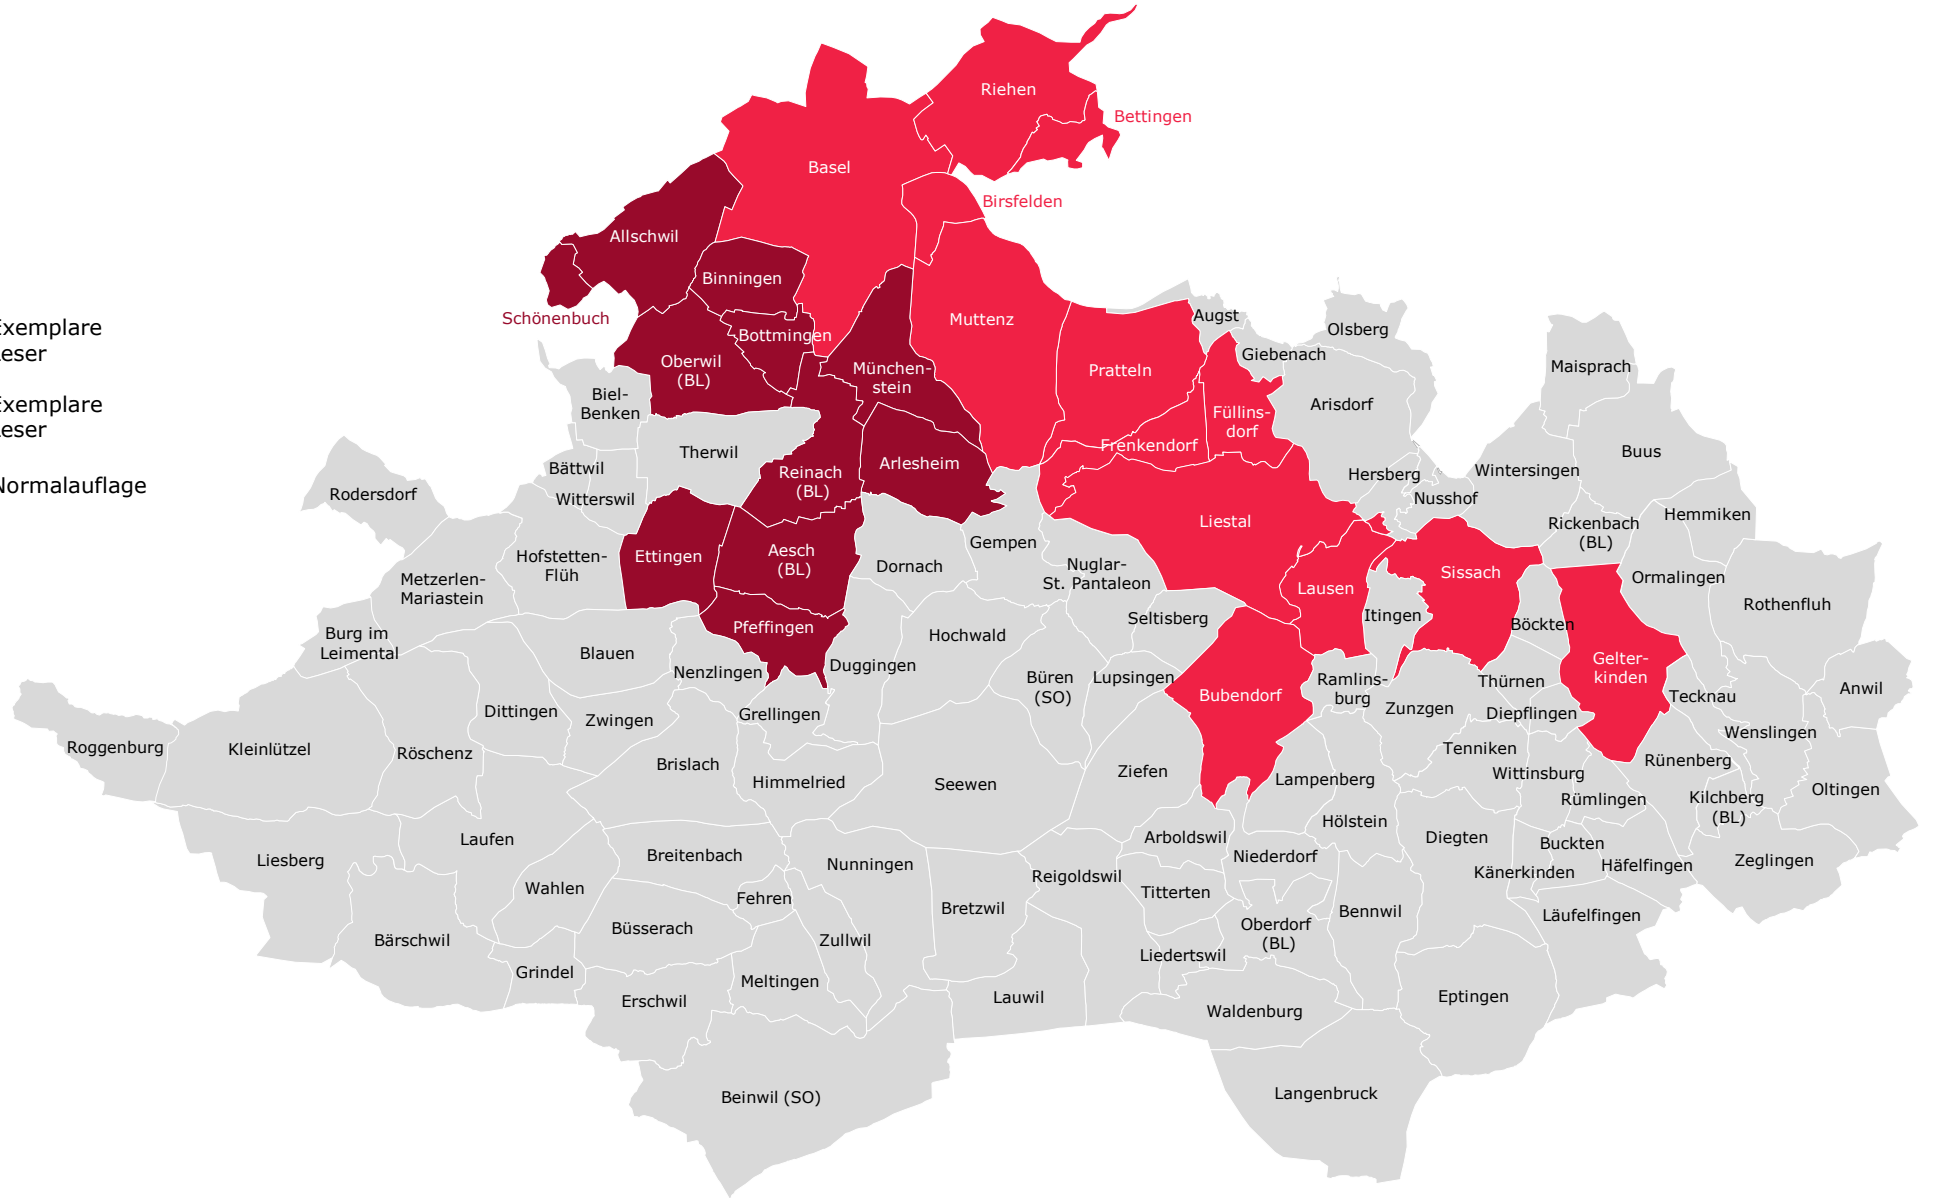 Riehen
Bettingen
Basel
Birsfelden
Allschwil
Binningen
Schönenbuch
Bottmingen
Muttenz
Augst
Olsberg
Exemplare
Leser
Oberwil
(BL)
München-
stein
Pratteln
Giebenach
Maisprach
Exemplare
Leser
Biel-
Benken
Füllins-
dorf
Arisdorf
Frenkendorf
Therwil
Buus
Normalauflage
Rodersdorf
Bättwil
Witterswil
Reinach
(BL)
Arlesheim
Hersberg
Nusshof
Wintersingen
Liestal
Rickenbach
(BL)
Hemmiken
Hofstetten-
Flüh
Ettingen
Aesch
(BL)
Dornach
Gempen
Nuglar-
St. Pantaleon
Lausen
Sissach
Ormalingen
Metzerlen-
Mariastein
Rothenfluh
Itingen
Böckten
Burg im
Leimental
Pfeffingen
Hochwald
Seltisberg
Blauen
Nenzlingen
Duggingen
Büren
(SO)
Lupsingen
Bubendorf
Ramlins-
burg
Thürnen
Gelter-
kinden
Tecknau
Anwil
Dittingen
Zwingen
Grellingen
Zunzgen
Diepflingen
Wenslingen
Roggenburg
Kleinlützel
Röschenz
Brislach
Himmelried
Seewen
Ziefen
Lampenberg
Tenniken
Wittinsburg
Rünenberg
Rümlingen
Kilchberg
(BL)
Oltingen
Liesberg
Laufen
Breitenbach
Nunningen
Arboldswil
Hölstein
Niederdorf
Diegten
Buckten
Känerkinden
Häfelfingen
Zeglingen
Wahlen
Fehren
Reigoldswil
Titterten
Bretzwil
Bennwil
Läufelfingen
Bärschwil
Büsserach
Zullwil
Oberdorf
(BL)
Liedertswil
Grindel
Meltingen
Erschwil
Lauwil
Waldenburg
Eptingen
Beinwil (SO)
Langenbruck